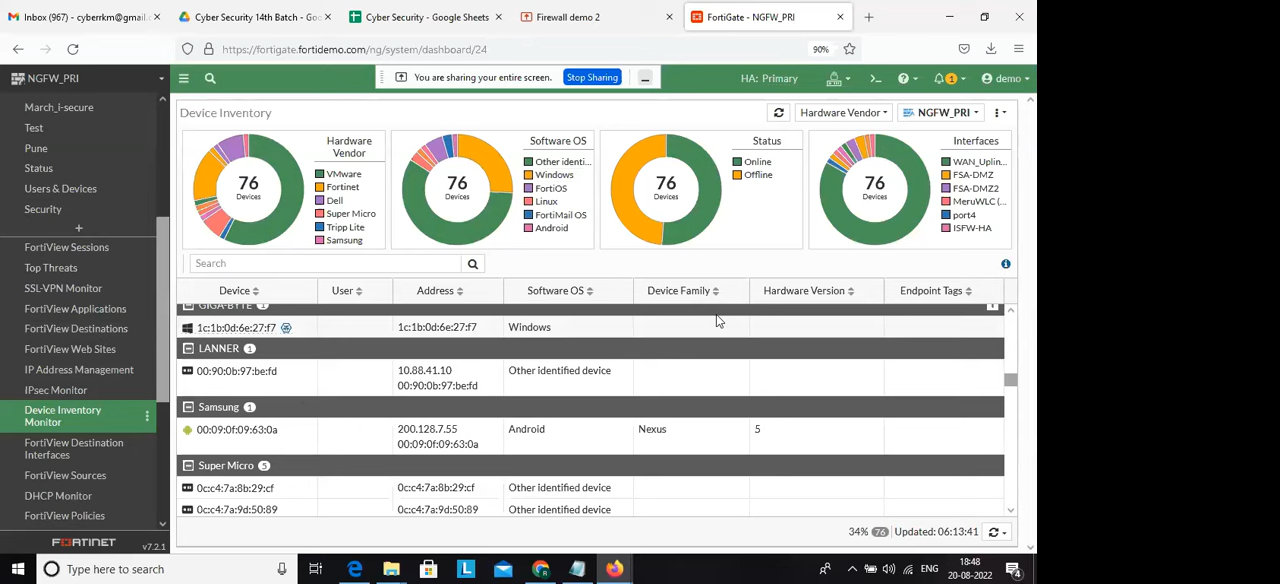 Inbox (967) - cyberrkm@gmail.c
Cyber Security 14th Batch - Goo
Cyber Security - Google Sheets
Firewall demo 2
FortiGate - NGFW_PRI
https://fortigate.fortidemo.com/ng/system/dashboard/24
90%
NGFW_PRI
You are sharing your entire screen.
Stop Sharing
HA: Primary
1
demo
March_i-secure
Test
Pune
Status
Users & Devices
Security
FortiView Sessions
Top Threats
SSL-VPN Monitor
FortiView Applications
FortiView Destinations
FortiView Web Sites
IP Address Management
IPsec Monitor
Device Inventory
Monitor
FortiView Destination
Interfaces
FortiView Sources
DHCP Monitor
FortiView Policies
FORTINET
v7.2.1
Device Inventory
Hardware Vendor
NGFW_PRI
76
Devices
Hardware
Vendor
VMware
Fortinet
Dell
Super Micro
Tripp Lite
Samsung
76
Devices
Software OS
Other identi...
Windows
FortiOS
Linux
FortiMail OS
Android
76
Devices
Status
Online
Offline
76
Devices
Interfaces
WAN_Uplin...
FSA-DMZ
FSA-DMZ2
MeruWLC (...
port4
ISFW-HA
Search
Device User Address Software OS Device Family Hardware Version Endpoint Tags
GIGA-BYTE 1
1c:1b:0d:6e:27:f7 1c:1b:0d:6e:27:f7 Windows
LANNER 1
00:90:0b:97:be:fd 10.88.41.10 Other identified device
00:90:0b:97:be:fd
Samsung 1
00:09:0f:09:63:0a 200.128.7.55 Android Nexus 5
00:09:0f:09:63:0a
Super Micro 5
0c:c4:7a:8b:29:cf 0c:c4:7a:8b:29:cf Other identified device
0c:c4:7a:9d:50:89 0c:c4:7a:9d:50:89 Other identified device
34% 76 Updated: 06:13:41
Type here to search
ENG
18:48
20-08-2022
4